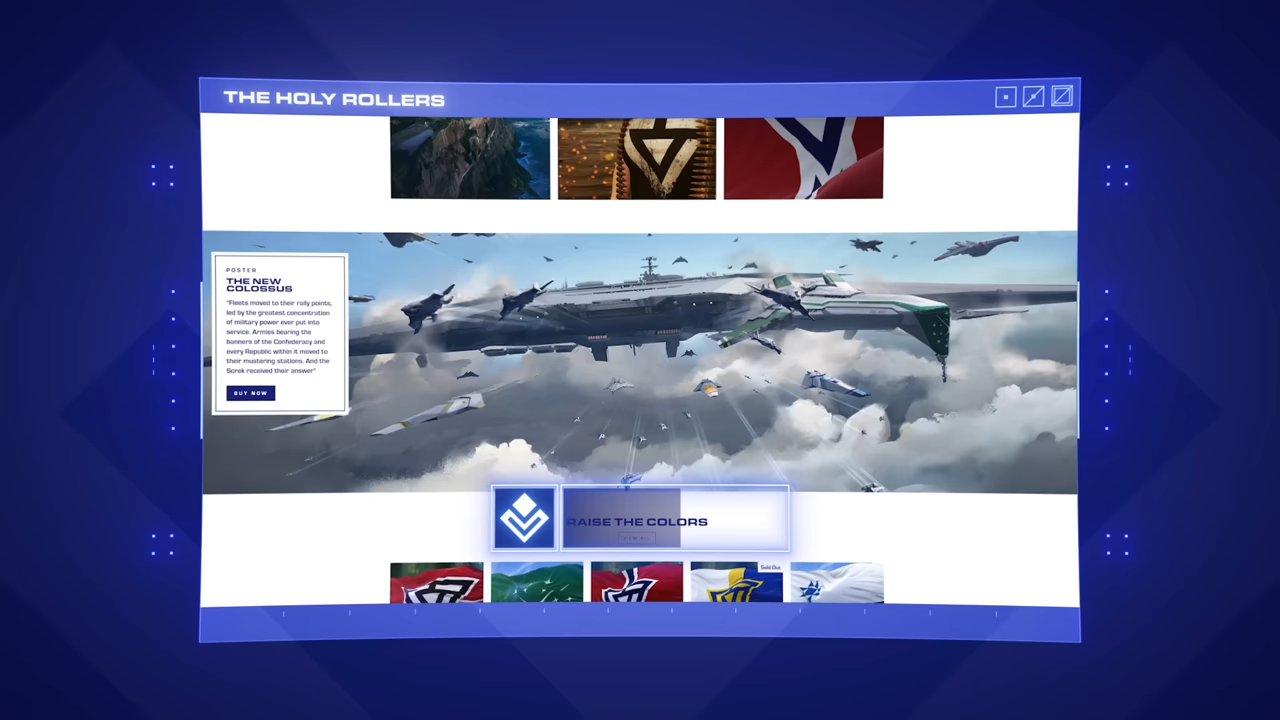 THE HOLY ROLLERS
POSTER
THE NEW
COLOSSUS
"Fleets moved to their rally points,
led by the greatest concentration
of military power ever put into
service. Armies bearing the
banners of the Confederacy and
every Republic within it moved to
their mustering stations. And the
Screk received their answer"
BUY NOW
RAISE THE COLORS
VIEW ALL
Sold Out